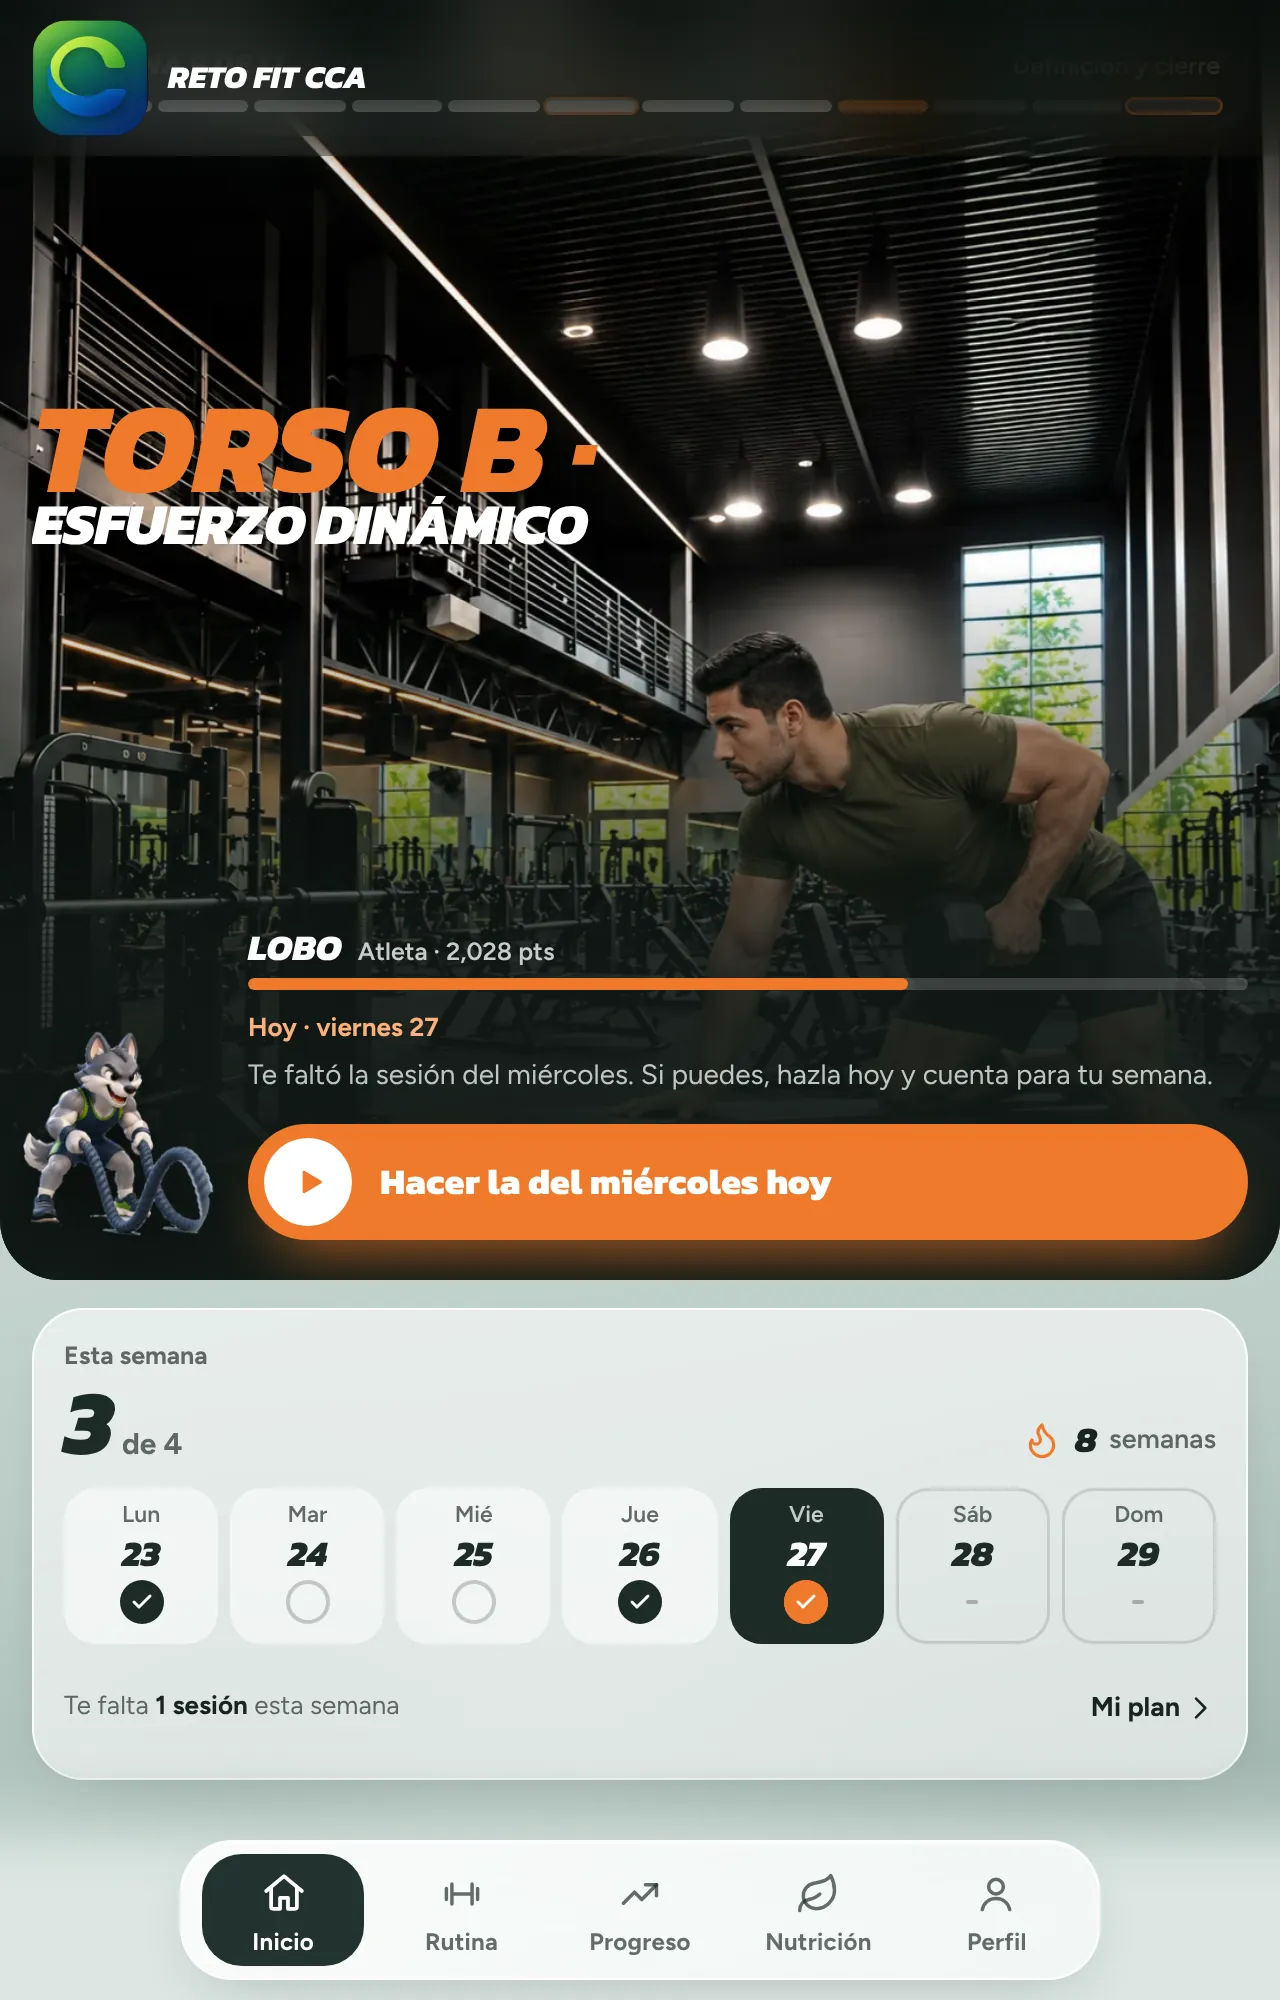 RETO FIT CCA
Definición y cierre
TORSO B ·
ESFUERZO DINÁMICO
LOBO Atleta · 2,028 pts
Hoy · viernes 27
Te faltó la sesión del miércoles. Si puedes, hazla hoy y cuenta para tu semana.
Hacer la del miércoles hoy
Esta semana
3 de 4
8 semanas
Lun Mar Mié Jue Vie Sáb Dom
23 24 25 26 27 28 29
Te falta 1 sesión esta semana
Mi plan
Inicio Rutina Progreso Nutrición Perfil